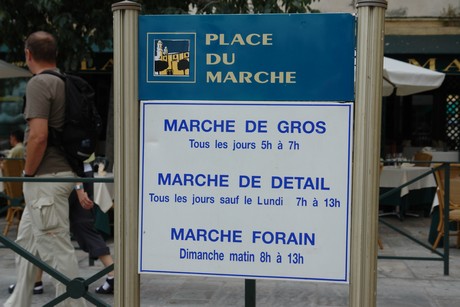 PLACE
DU
MARCHE
MARCHE DE GROS
Tous les jours 5h à 7h
MARCHE DE DETAIL
Tous les jours sauf le Lundi 7h à 13h
MARCHE FORAIN
Dimanche matin 8h à 13h